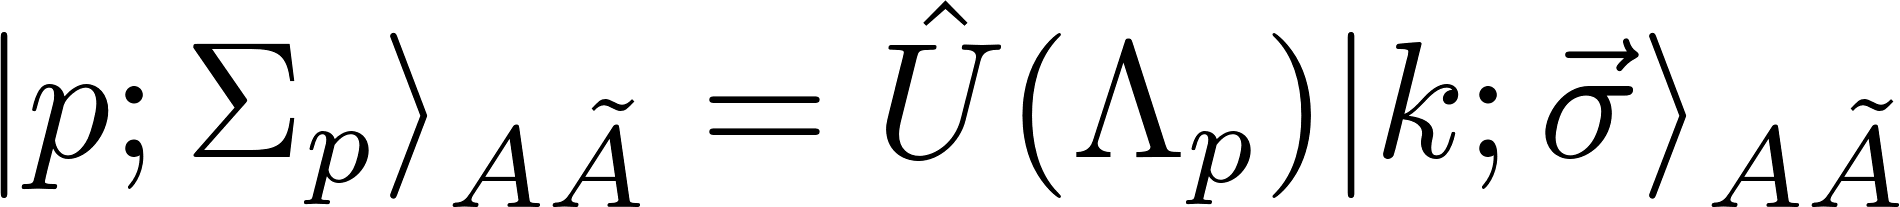 |p; Σ_p⟩_{AÃ} = Û(Λ_p)|k; σ⃗⟩_{AÃ}